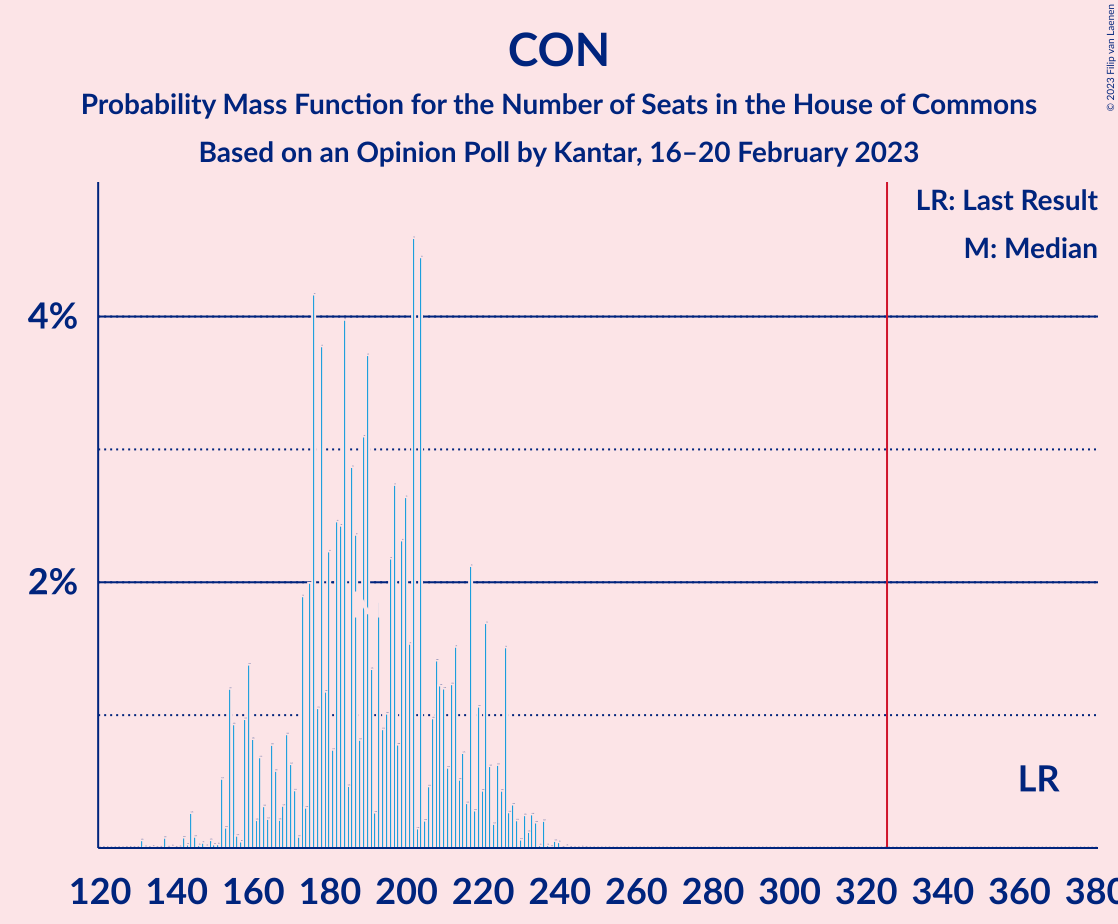 CON
Probability Mass Function for the Number of Seats in the House of Commons
Based on an Opinion Poll by Kantar, 16–20 February 2023
© 2023 Filip van Laenen
LR: Last Result
M: Median
4%
2%
LR
120 140 160 180 200 220 240 260 280 300 320 340 360 380